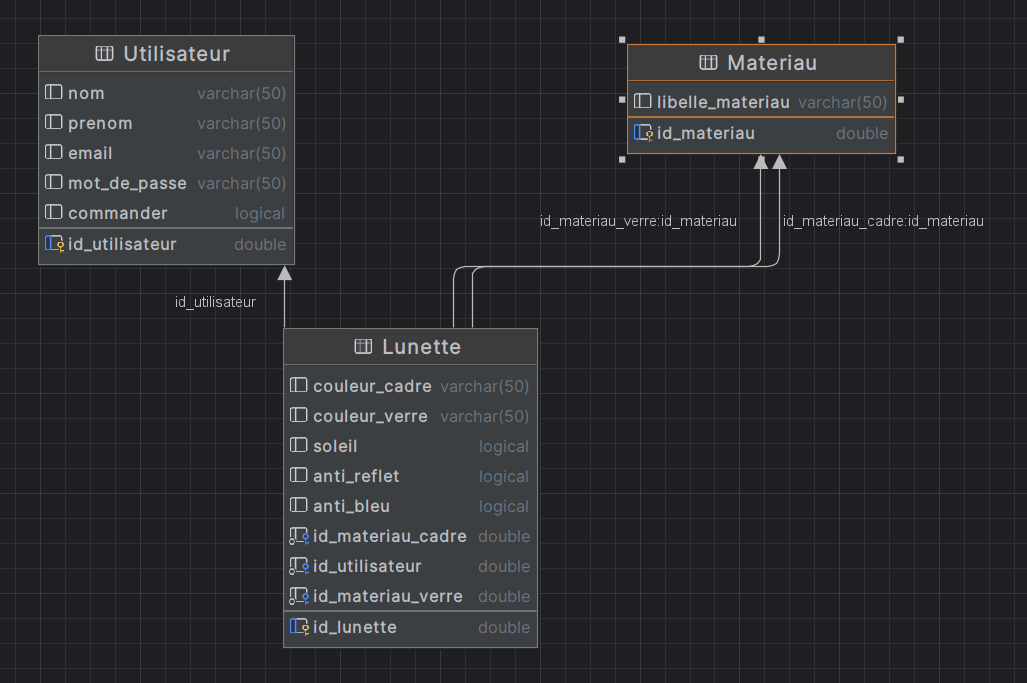 Utilisateur
nom varchar(50)
prenom varchar(50)
email varchar(50)
mot_de_passe varchar(50)
commander logical
id_utilisateur double
Materiau
libelle_materiau varchar(50)
id_materiau double
id_materiau_verre:id_materiau
id_materiau_cadre:id_materiau
id_utilisateur
Lunette
couleur_cadre varchar(50)
couleur_verre varchar(50)
soleil logical
anti_reflet logical
anti_bleu logical
id_materiau_cadre double
id_utilisateur double
id_materiau_verre double
id_lunette double